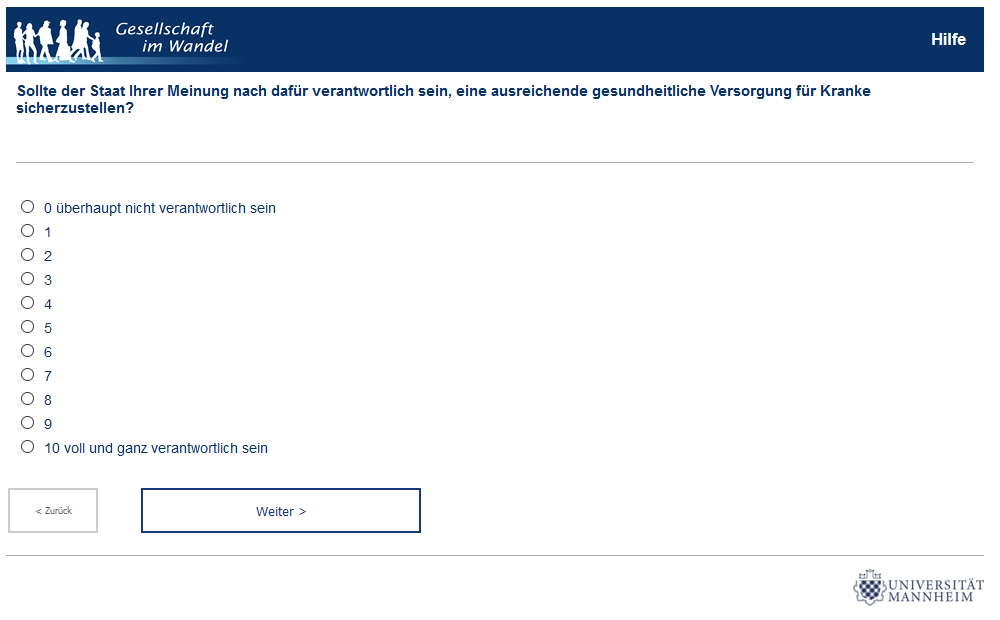 Gesellschaft
im Wandel
Hilfe
Sollte der Staat Ihrer Meinung nach dafür verantwortlich sein, eine ausreichende gesundheitliche Versorgung für Kranke
sicherzustellen?
0 überhaupt nicht verantwortlich sein
1
2
3
4
5
6
7
8
9
10 voll und ganz verantwortlich sein
< Zurück
Weiter >
UNIVERSITÄT
MANNHEIM